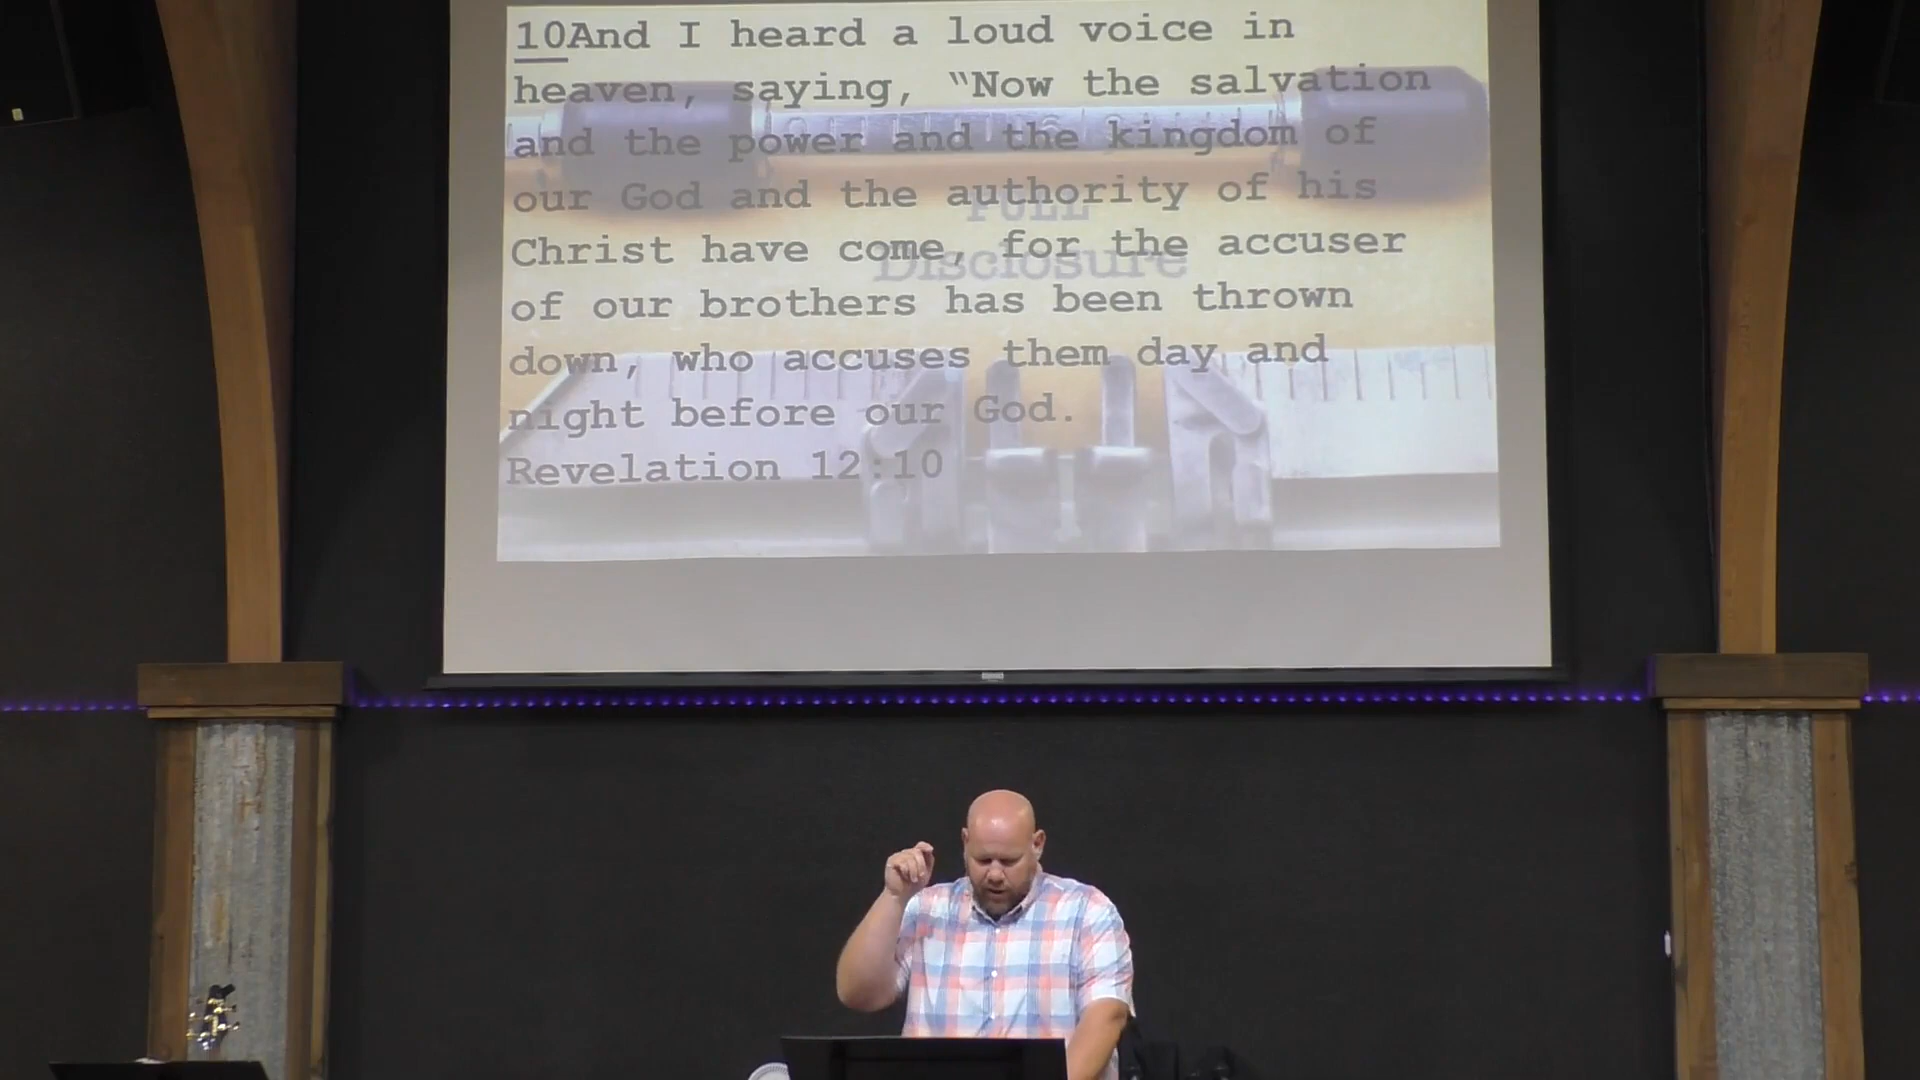 10And I heard a loud voice in
heaven, saying, “Now the salvation
and the power and the kingdom of
our God and the authority of his
Christ have come, for the accuser
of our brothers has been thrown
down, who accuses them day and
night before our God.
Revelation 12:10
FULL
Disclosure